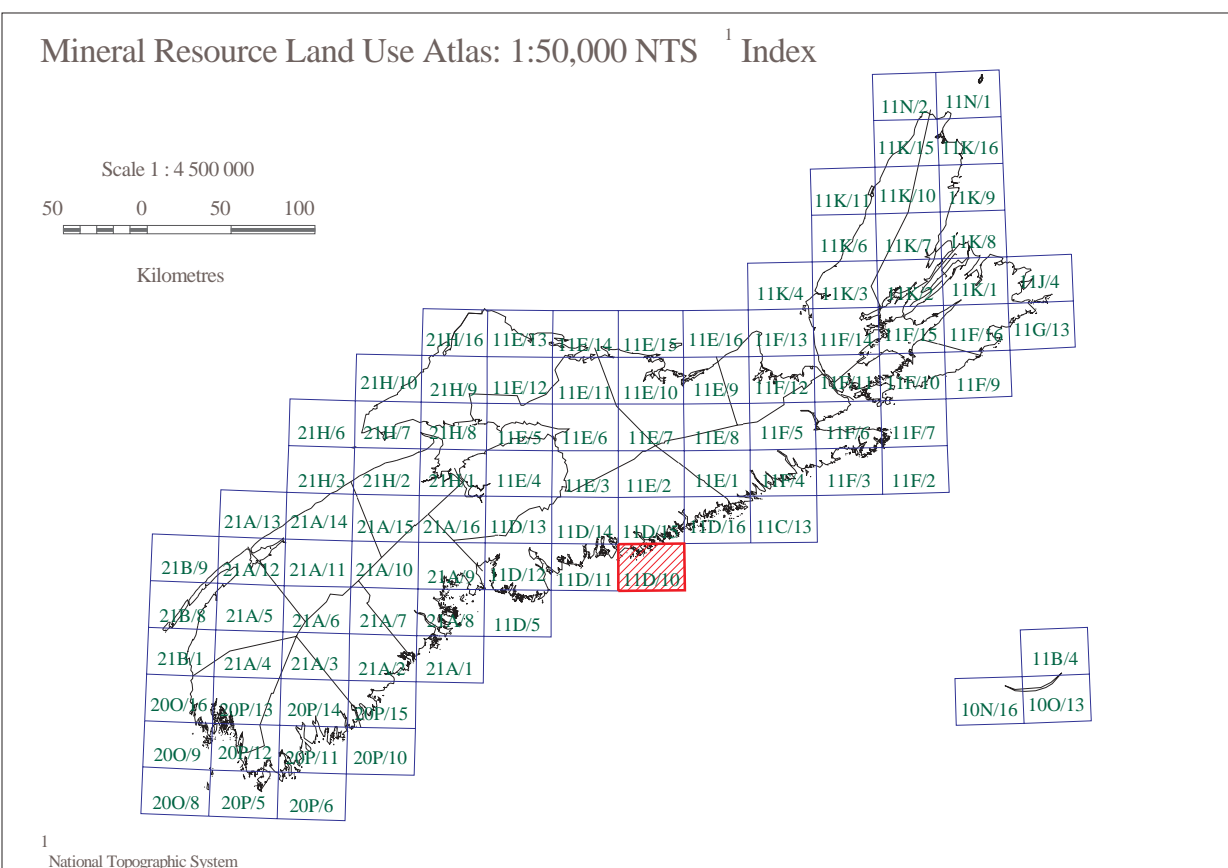 Mineral Resource Land Use Atlas: 1:50,000 NTS 1 Index
Scale 1 : 4 500 000
50 0 50 100
Kilometres
11N/2 11N/1
11K/15 11K/16
11K/11 11K/10 11K/9
11K/6 11K/7 11K/8
11K/4 11K/3 11K/2 11K/1 11J/4
21H/16 11E/13 11E/14 11E/15 11E/16 11F/13 11F/14 11F/15 11F/16 11G/13
21H/10 21H/9 11E/12 11E/11 11E/10 11E/9 11F/12 11F/11 11F/10 11F/9
21H/6 21H/7 21H/8 11E/5 11E/6 11E/7 11E/8 11F/5 11F/6 11F/7
21H/3 21H/2 21H/1 11E/4 11E/3 11E/2 11E/1 11F/4 11F/3 11F/2
21A/13 21A/14 21A/15 21A/16 11D/13 11D/14 11D/15 11D/16 11C/13
21B/9 21A/12 21A/11 21A/10 21A/9 11D/12 11D/11 11D/10
21B/8 21A/5 21A/6 21A/7 21A/8 11D/5
21B/1 21A/4 21A/3 21A/2 21A/1 11B/4
20O/16 20P/13 20P/14 20P/15 10N/16 10O/13
20O/9 20P/12 20P/11 20P/10
20O/8 20P/5 20P/6
1
National Topographic System